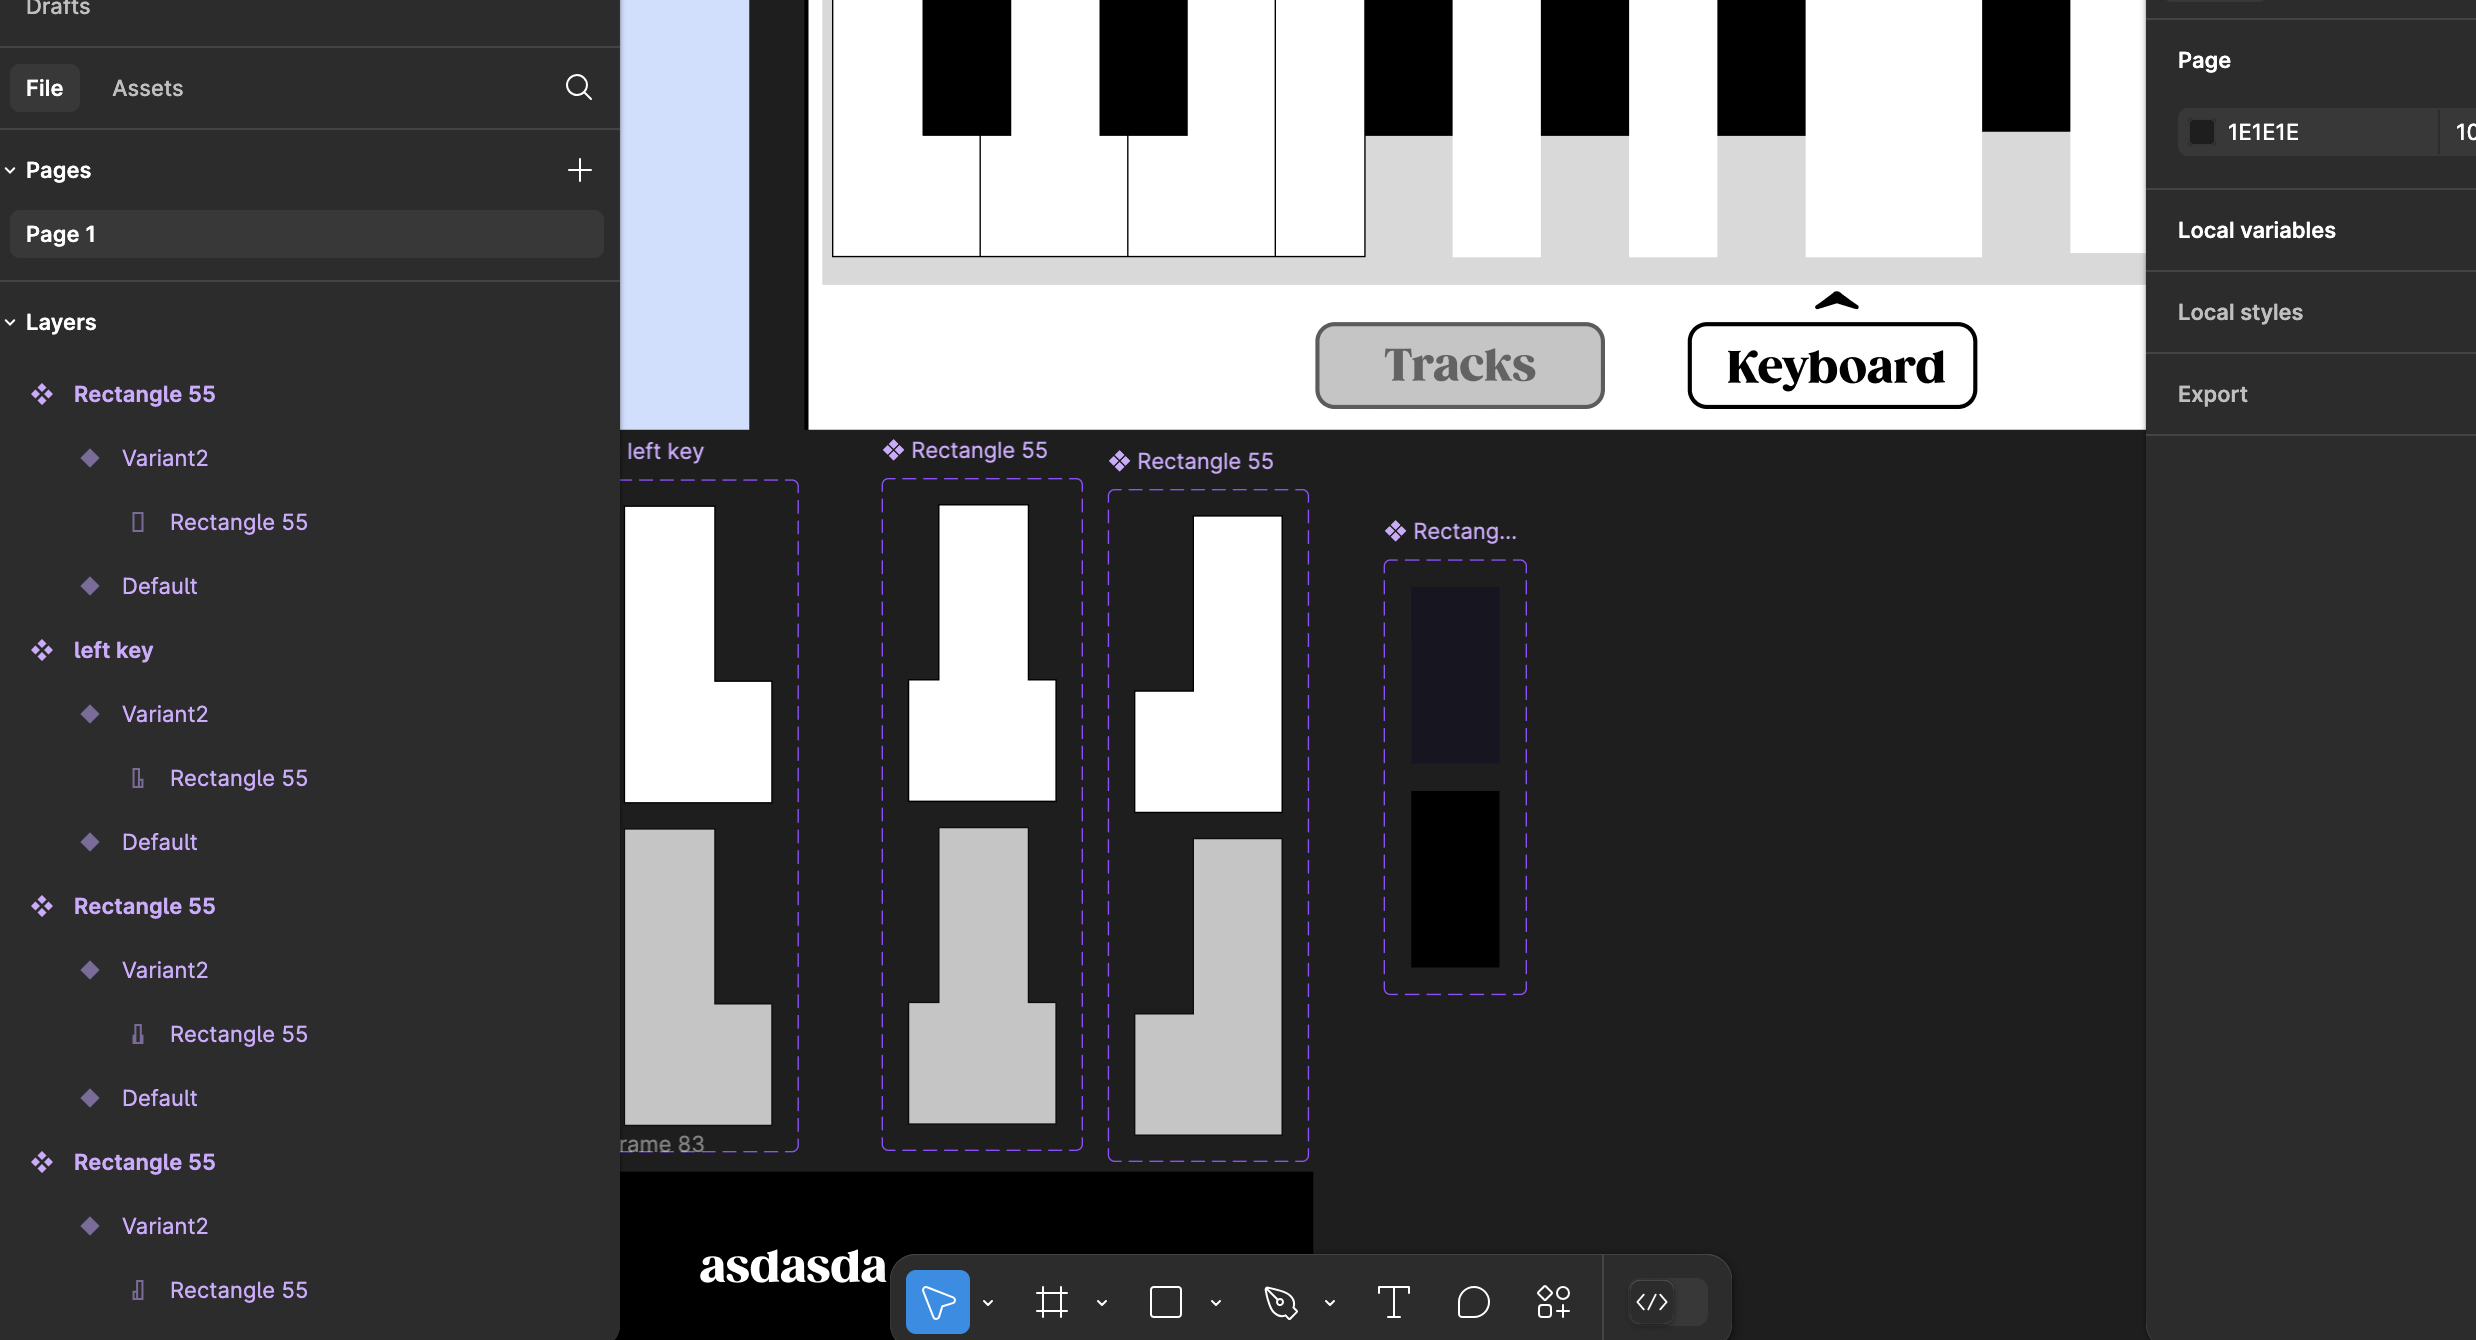 Drafts
File
Assets
Pages
Page 1
Layers
Rectangle 55
Variant2
Rectangle 55
Default
left key
Variant2
Rectangle 55
Default
Rectangle 55
Variant2
Rectangle 55
Default
Rectangle 55
Variant2
Rectangle 55
Tracks
Keyboard
left key
Rectangle 55
Rectangle 55
Rectang...
rame 83
asdasda
Page
1E1E1E
10
Local variables
Local styles
Export